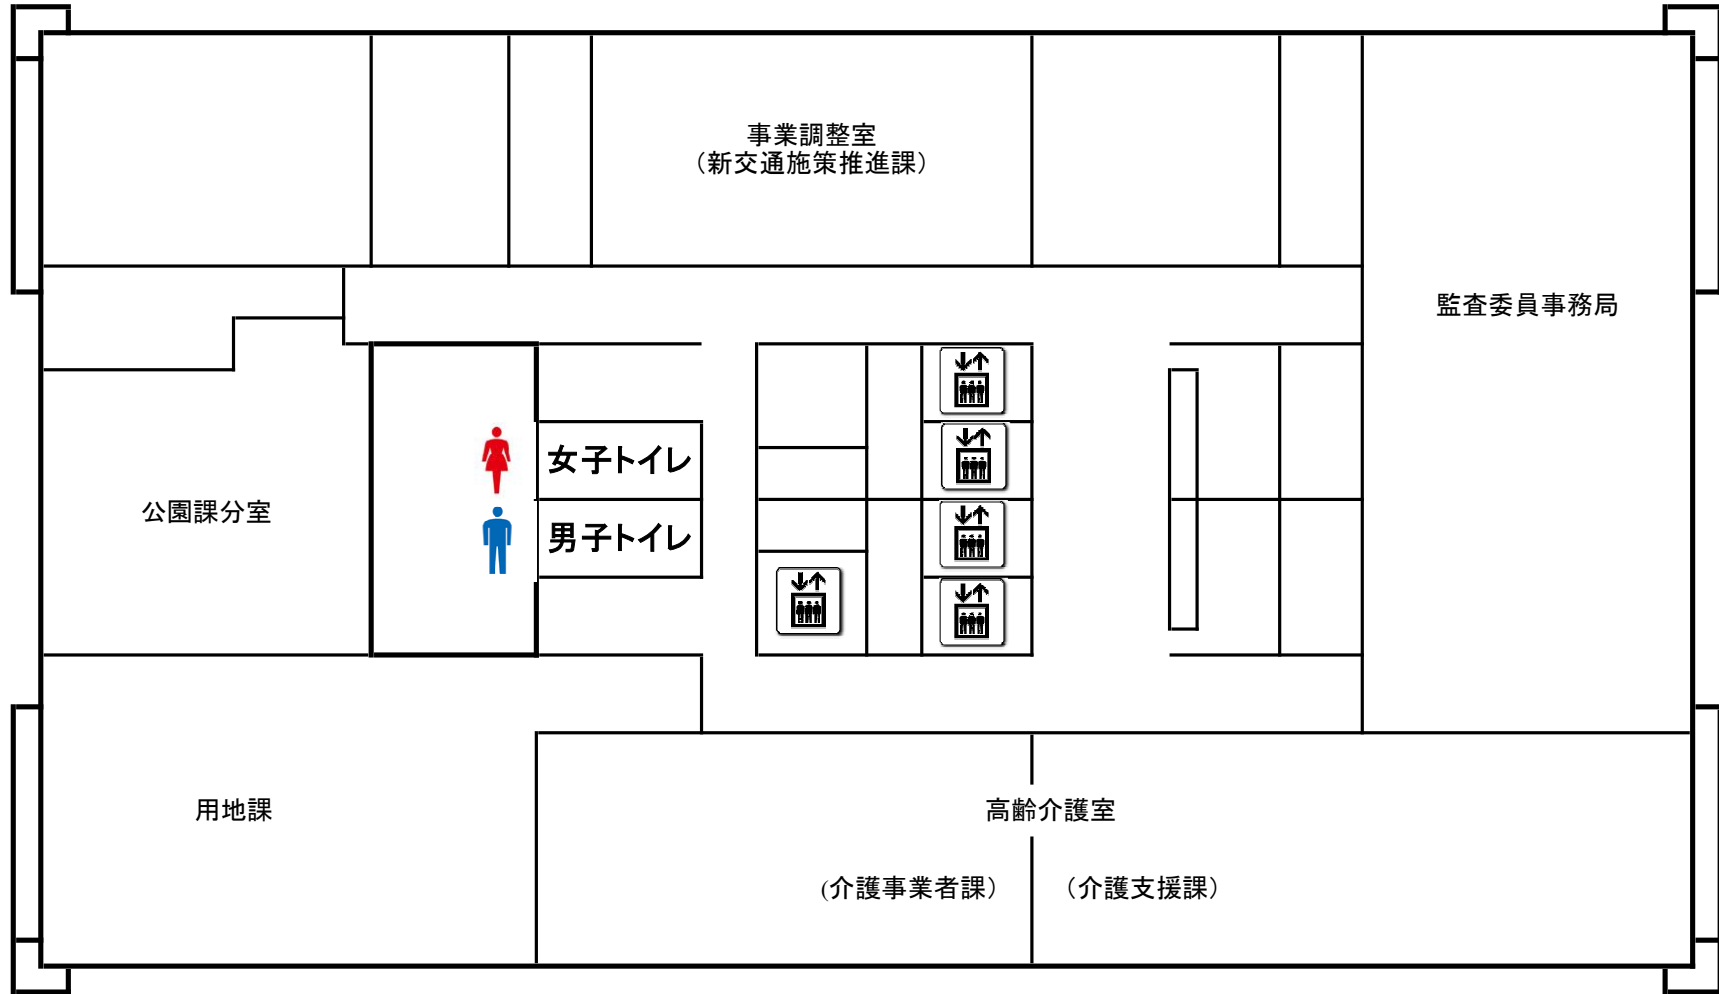 事業調整室
（新交通施策推進課）
監査委員事務局
女子トイレ
公園課分室
男子トイレ
用地課
高齢介護室
(介護事業者課）
（介護支援課）